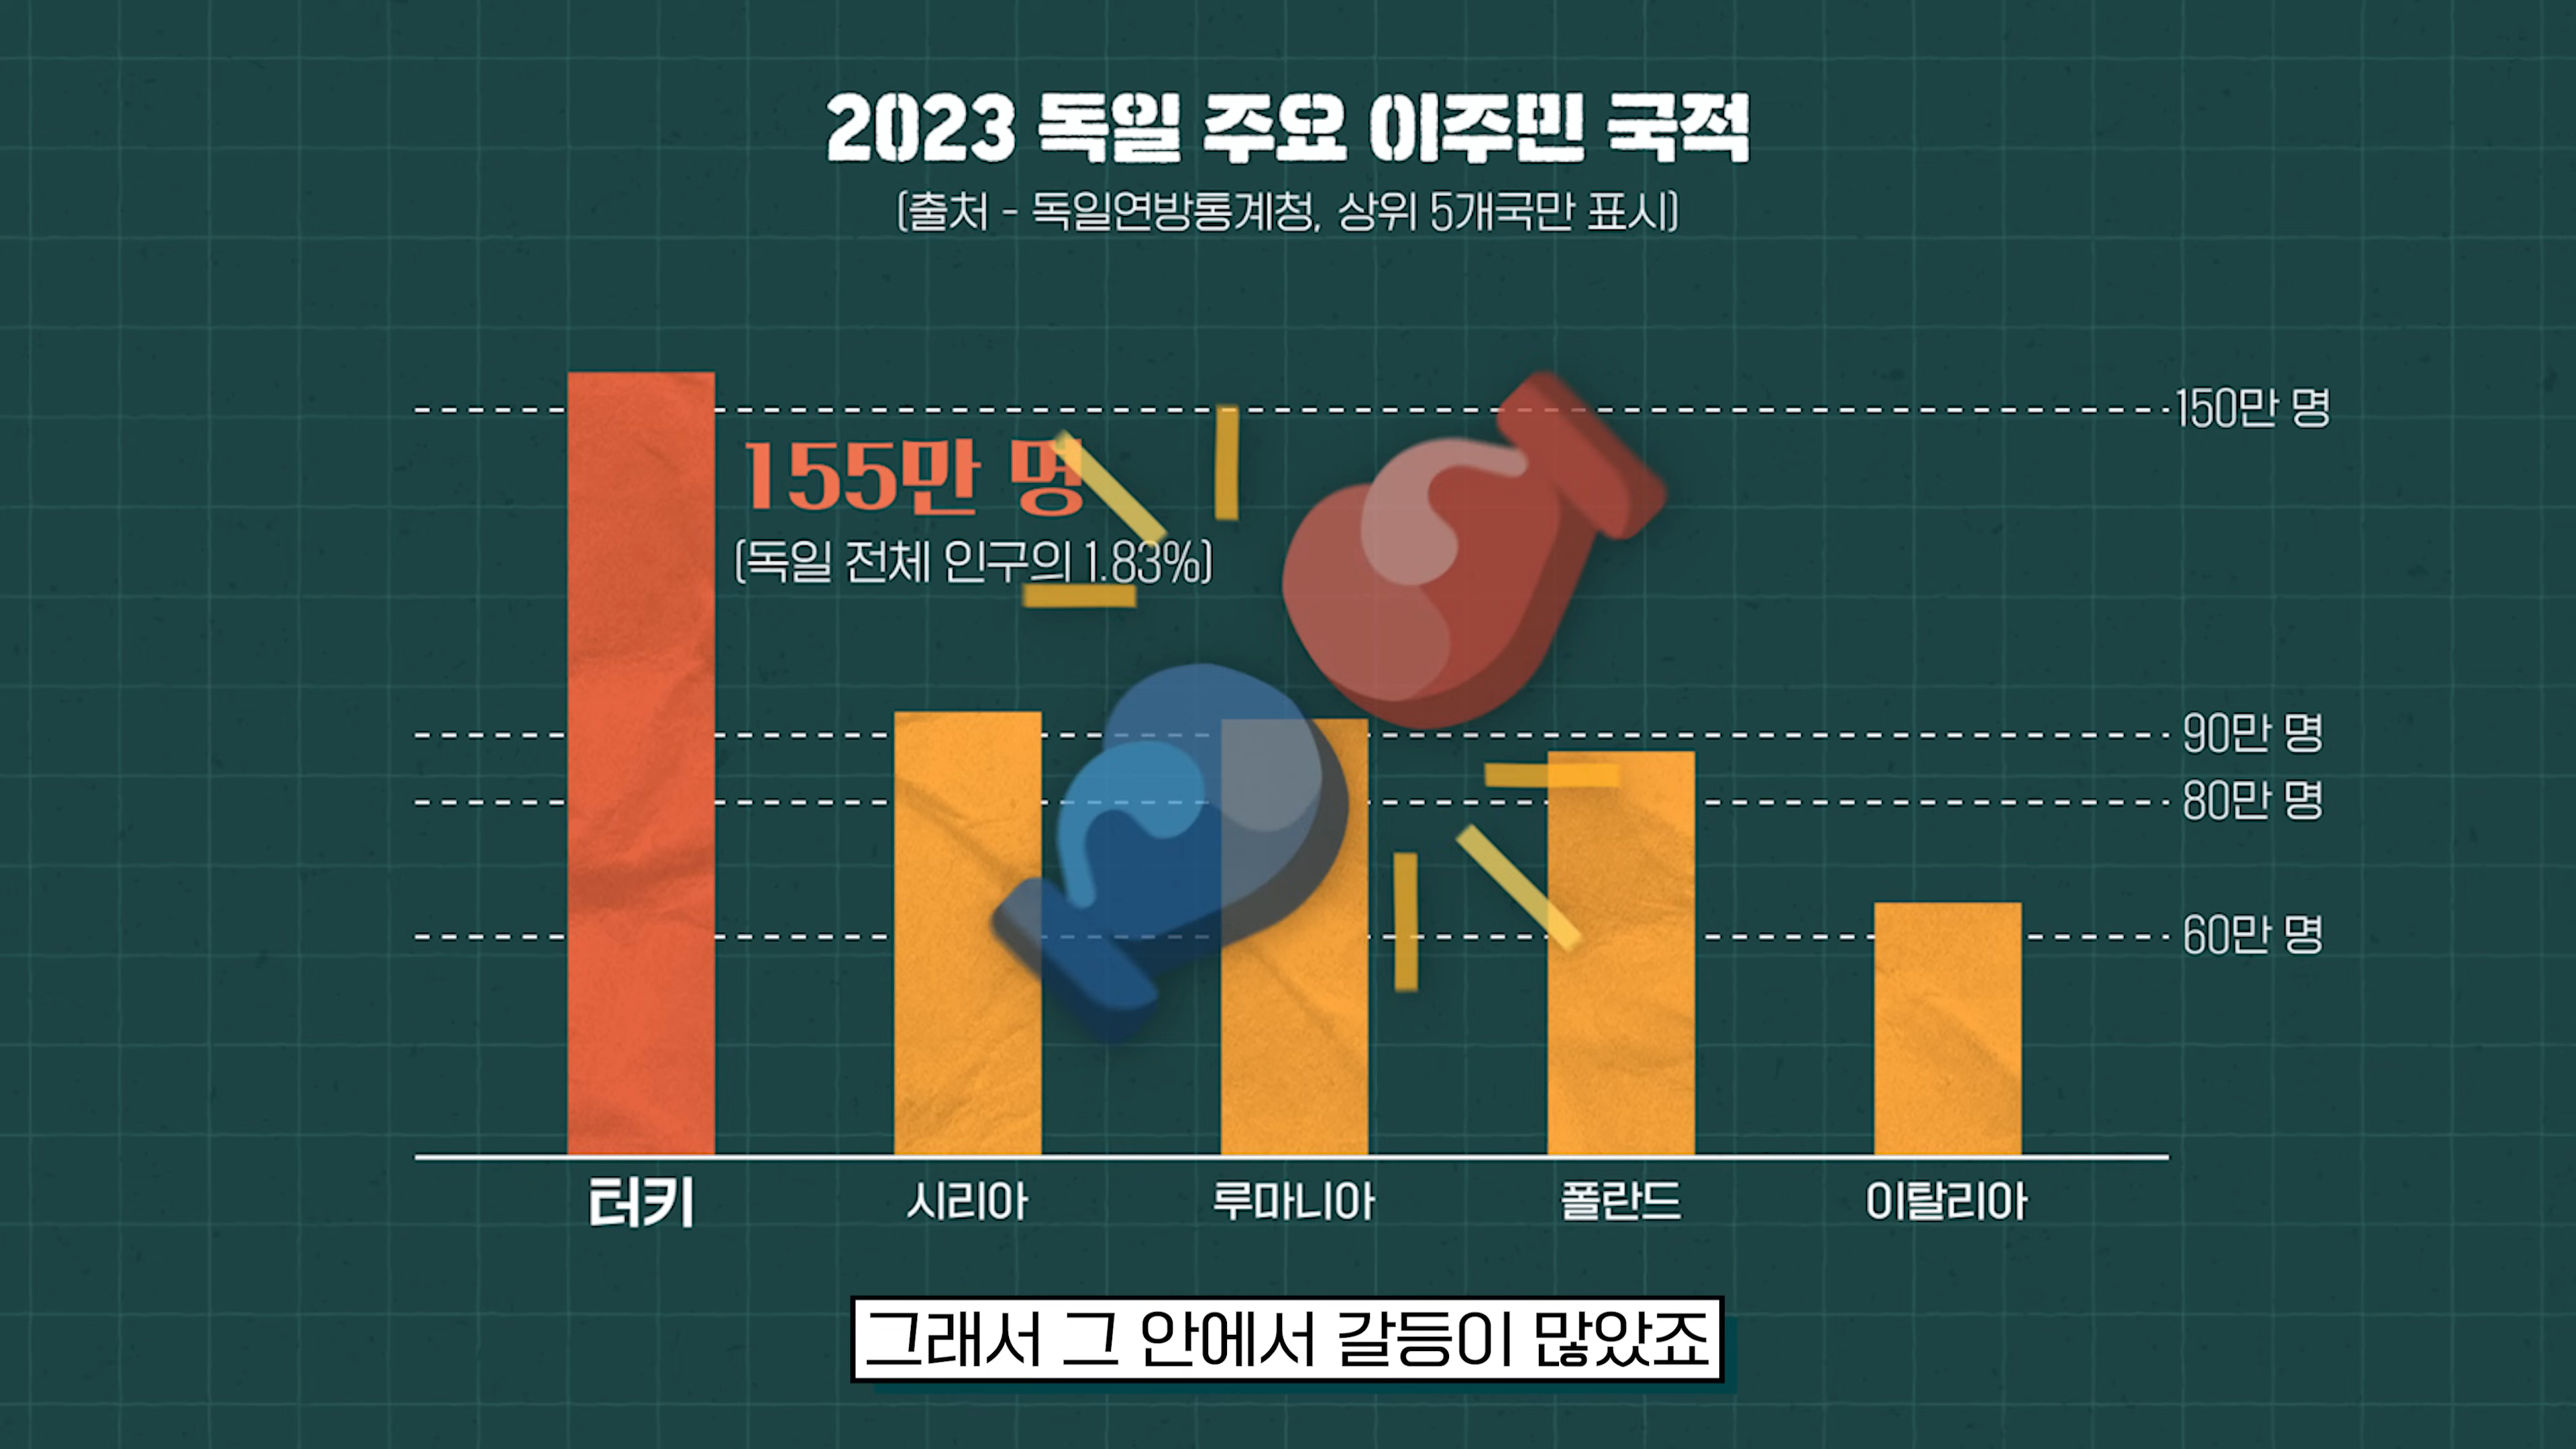 2023 독일 주요 이주민 국적
(출처 - 독일연방통계청, 상위 5개국만 표시)
150만 명
155만 명
(독일 전체 인구의 1.83%)
90만 명
80만 명
60만 명
터키 시리아 루마니아 폴란드 이탈리아
그래서 그 안에서 갈등이 많았죠